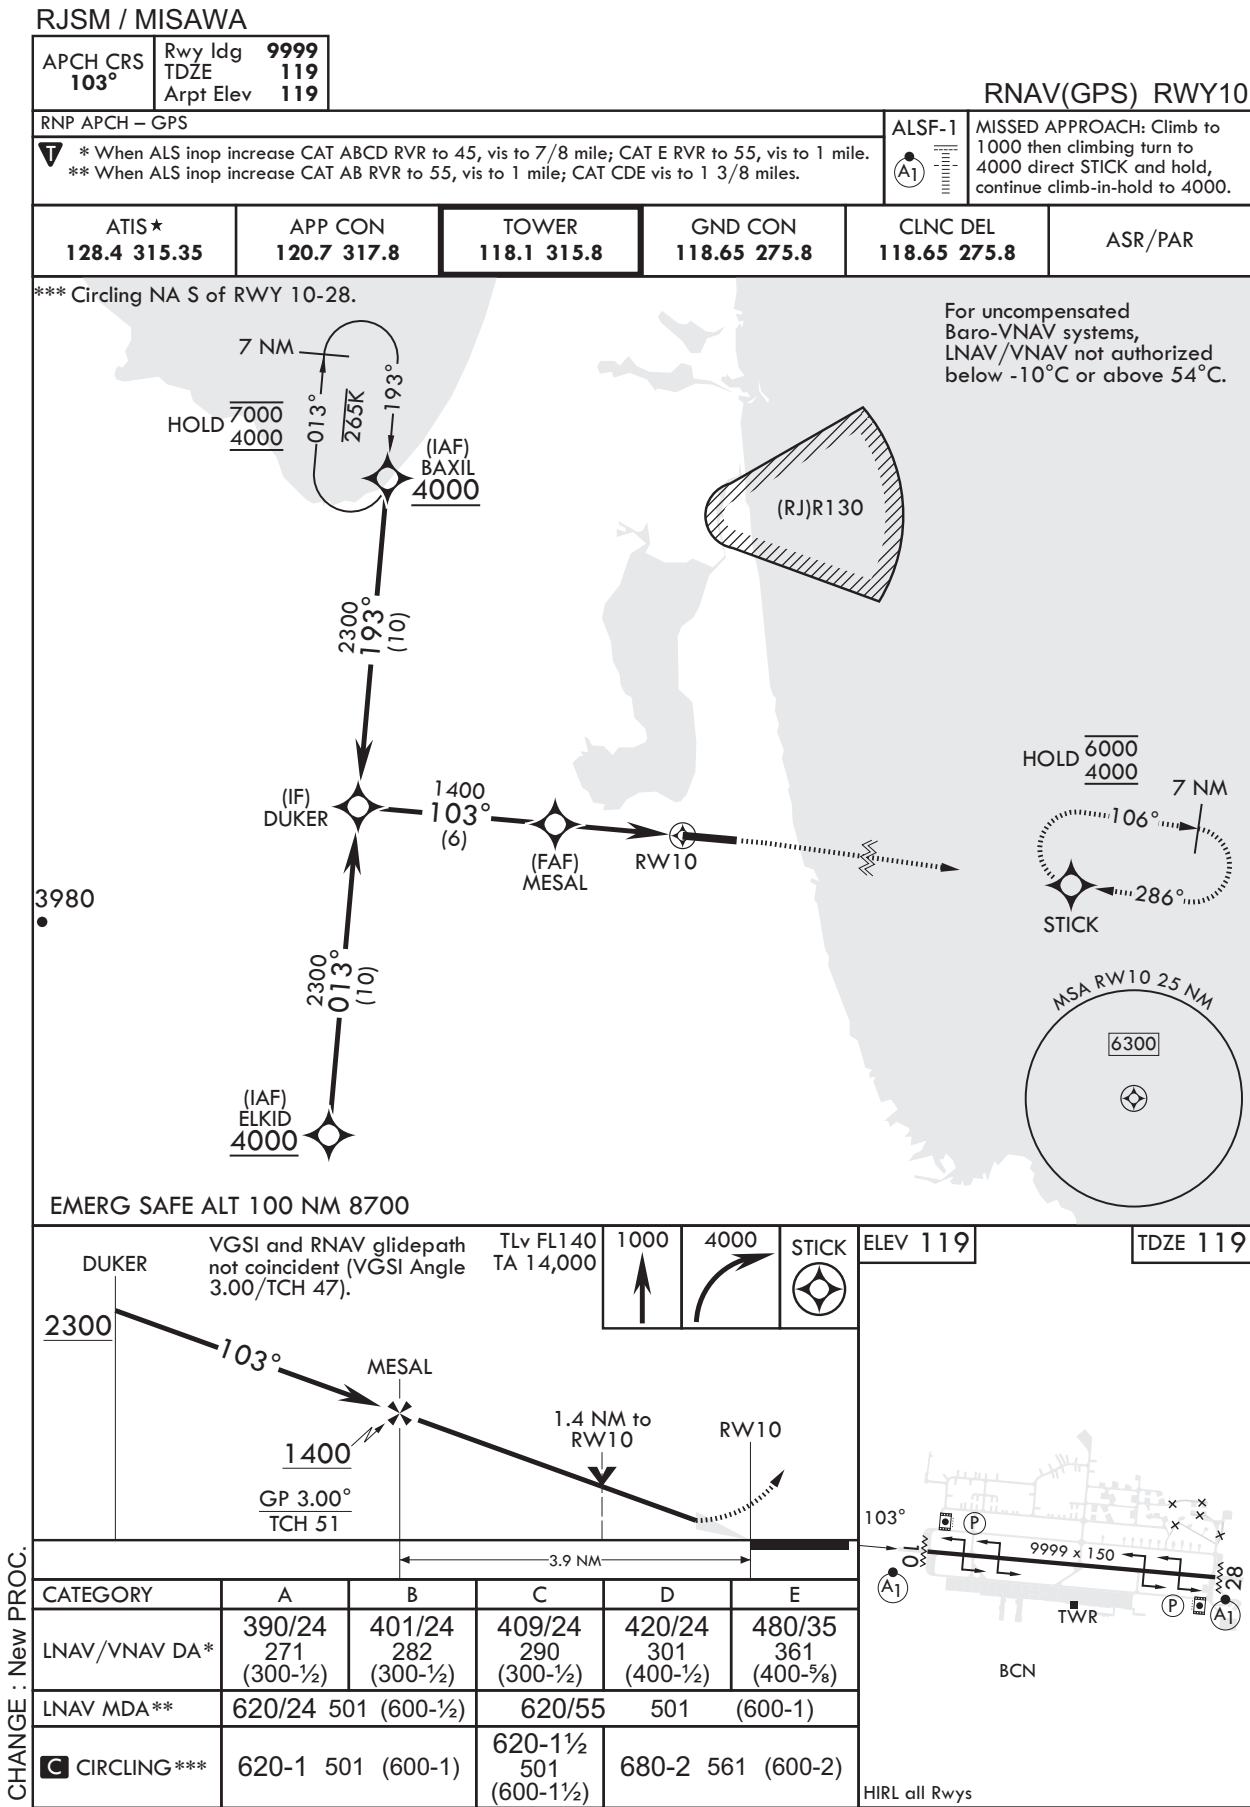 RJSM / MISAWA
APCH CRS
103°
Rwy ldg 9999
TDZE 119
Arpt Elev 119
RNAV(GPS) RWY10
RNP APCH – GPS
T
* When ALS inop increase CAT ABCD RVR to 45, vis to 7/8 mile; CAT E RVR to 55, vis to 1 mile.
** When ALS inop increase CAT AB RVR to 55, vis to 1 mile; CAT CDE vis to 1 3/8 miles.
ALSF-1
A1
MISSED APPROACH: Climb to
1000 then climbing turn to
4000 direct STICK and hold,
continue climb-in-hold to 4000.
ATIS★
128.4 315.35
APP CON
120.7 317.8
TOWER
118.1 315.8
GND CON
118.65 275.8
CLNC DEL
118.65 275.8
ASR/PAR
*** Circling NA S of RWY 10-28.
For uncompensated
Baro-VNAV systems,
LNAV/VNAV not authorized
below -10°C or above 54°C.
7 NM
HOLD 7000
4000
013°
265K
193°
(IAF)
BAXIL
4000
(RJ)R130
2300
193°
(10)
HOLD 6000
4000
7 NM
106°
286°
STICK
(IF)
DUKER
1400
103°
(6)
(FAF)
MESAL
RW10
3980
2300
013°
(10)
MSA RW10 25 NM
6300
(IAF)
ELKID
4000
EMERG SAFE ALT 100 NM 8700
DUKER
VGSI and RNAV glidepath
not coincident (VGSI Angle
3.00/TCH 47).
TLv FL140
TA 14,000
1000
4000
STICK
ELEV 119
TDZE 119
2300
103°
MESAL
1400
GP 3.00°
TCH 51
1.4 NM to
RW10
RW10
3.9 NM
103°
P
9999 x 150
10
28
A1
TWR
P
A1
BCN
HIRL all Rwys
CATEGORY A B C D E
LNAV/VNAV DA*
390/24
271
(300-½)
401/24
282
(300-½)
409/24
290
(300-½)
420/24
301
(400-½)
480/35
361
(400-⅝)
LNAV MDA** 620/24 501 (600-½) 620/55 501 (600-1)
C CIRCLING*** 620-1 501 (600-1)
620-1½
501
(600-1½)
680-2 561 (600-2)
CHANGE : New PROC.